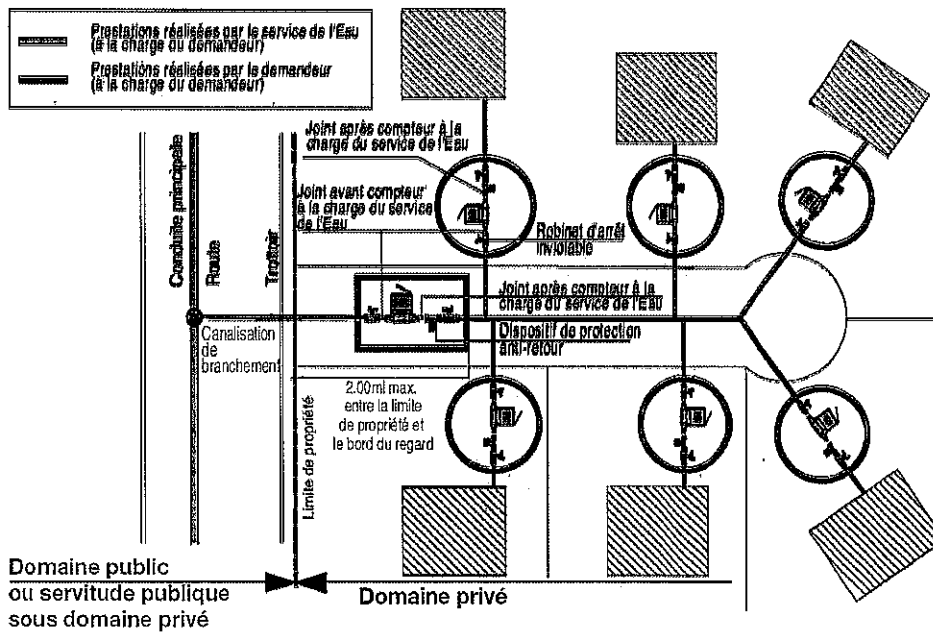 Prestations réalisées par le service de l'Eau
(à la charge du demandeur)
Prestations réalisées par le demandeur
(à la charge du demandeur)
Joint après compteur à la
charge du service de l'Eau
Joint avant compteur
à la charge du service
de l'Eau
Robinet d'arrêt
inviolable
Conduite principale
Route
Trottoir
Joint après compteur à la
charge du service de l'Eau
Dispositif de protection
anti-retour
Canalisation
de
branchement
2.00ml max.
entre la limite
de propriété et
le bord du regard
Limite de propriété
Domaine public
ou servitude publique
sous domaine privé
Domaine privé